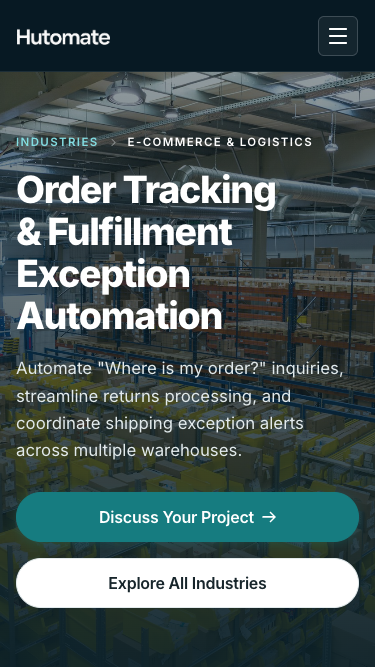 Hutomate
INDUSTRIES > E-COMMERCE & LOGISTICS
Order Tracking
& Fulfillment
Exception
Automation
Automate "Where is my order?" inquiries,
streamline returns processing, and
coordinate shipping exception alerts
across multiple warehouses.
Discuss Your Project →
Explore All Industries